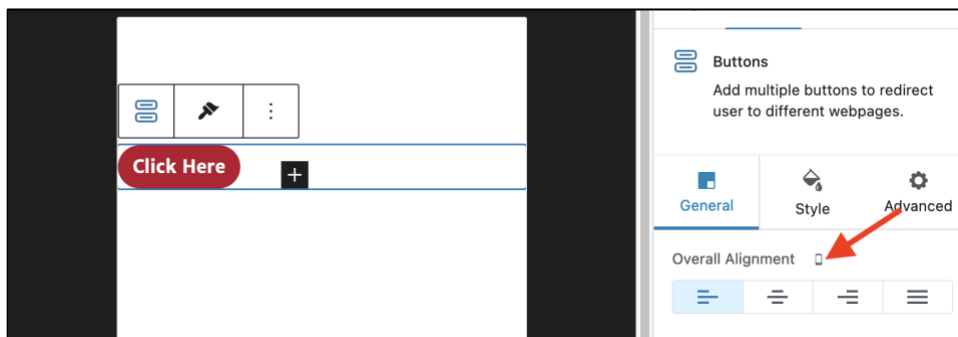 Buttons
Add multiple buttons to redirect
user to different webpages.
Click Here
General
Style
Advanced
Overall Alignment